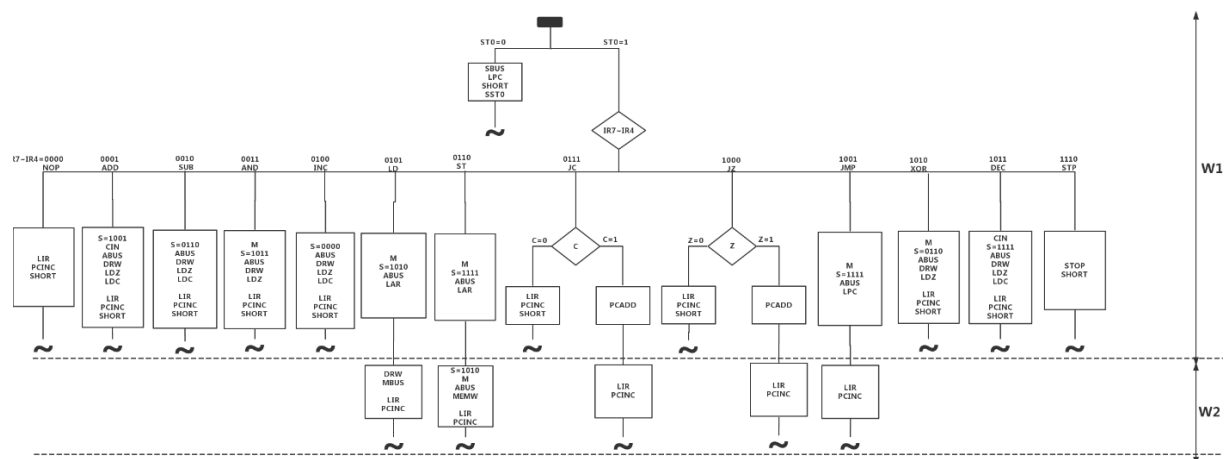 ST0=0
ST0=1
SBUS
LPC
SHORT
SST0
IR7-IR4
R7-IR4=0000
NOP
0001
ADD
0010
SUB
0011
AND
0100
INC
0101
LD
0110
ST
0111
JC
1000
JZ
1001
JMP
1010
XOR
1011
DEC
1110
STP
W1
LIR
PCINC
SHORT
S=1001
CIN
ABUS
DRW
LDZ
LDC
LIR
PCINC
SHORT
S=0110
ABUS
DRW
LDZ
LDC
LIR
PCINC
SHORT
M
S=1011
ABUS
DRW
LDZ
LIR
PCINC
SHORT
S=0000
ABUS
DRW
LDZ
LDC
LIR
PCINC
SHORT
M
S=1010
ABUS
LAR
M
S=1111
ABUS
LAR
C=0
C
C=1
LIR
PCINC
SHORT
PCADD
Z=0
Z
Z=1
LIR
PCINC
SHORT
PCADD
M
S=1111
ABUS
LPC
M
S=0110
ABUS
DRW
LDZ
LIR
PCINC
SHORT
CIN
S=1111
ABUS
DRW
LDZ
LDC
LIR
PCINC
SHORT
STOP
SHORT
DRW
MBUS
LIR
PCINC
S=1010
M
ABUS
MEMW
LIR
PCINC
LIR
PCINC
LIR
PCINC
LIR
PCINC
W2